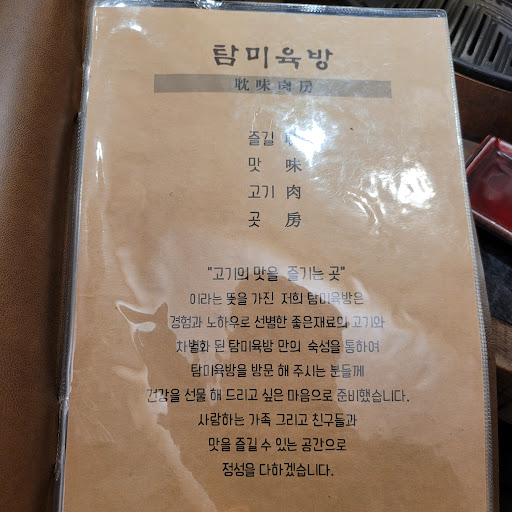 탐미육방
耽味肉房
즐길 耽
맛 味
고기 肉
곳 房
"고기의 맛을 즐기는 곳"
이라는 뜻을 가진 저희 탐미육방은
경험과 노하우로 선별한 좋은재료의 고기와
차별화 된 탐미육방 만의 숙성을 통하여
탐미육방을 방문 해 주시는 분들께
건강을 선물 해 드리고 싶은 마음으로 준비했습니다.
사랑하는 가족 그리고 친구들과
맛을 즐길 수 있는 공간으로
정성을 다하겠습니다.